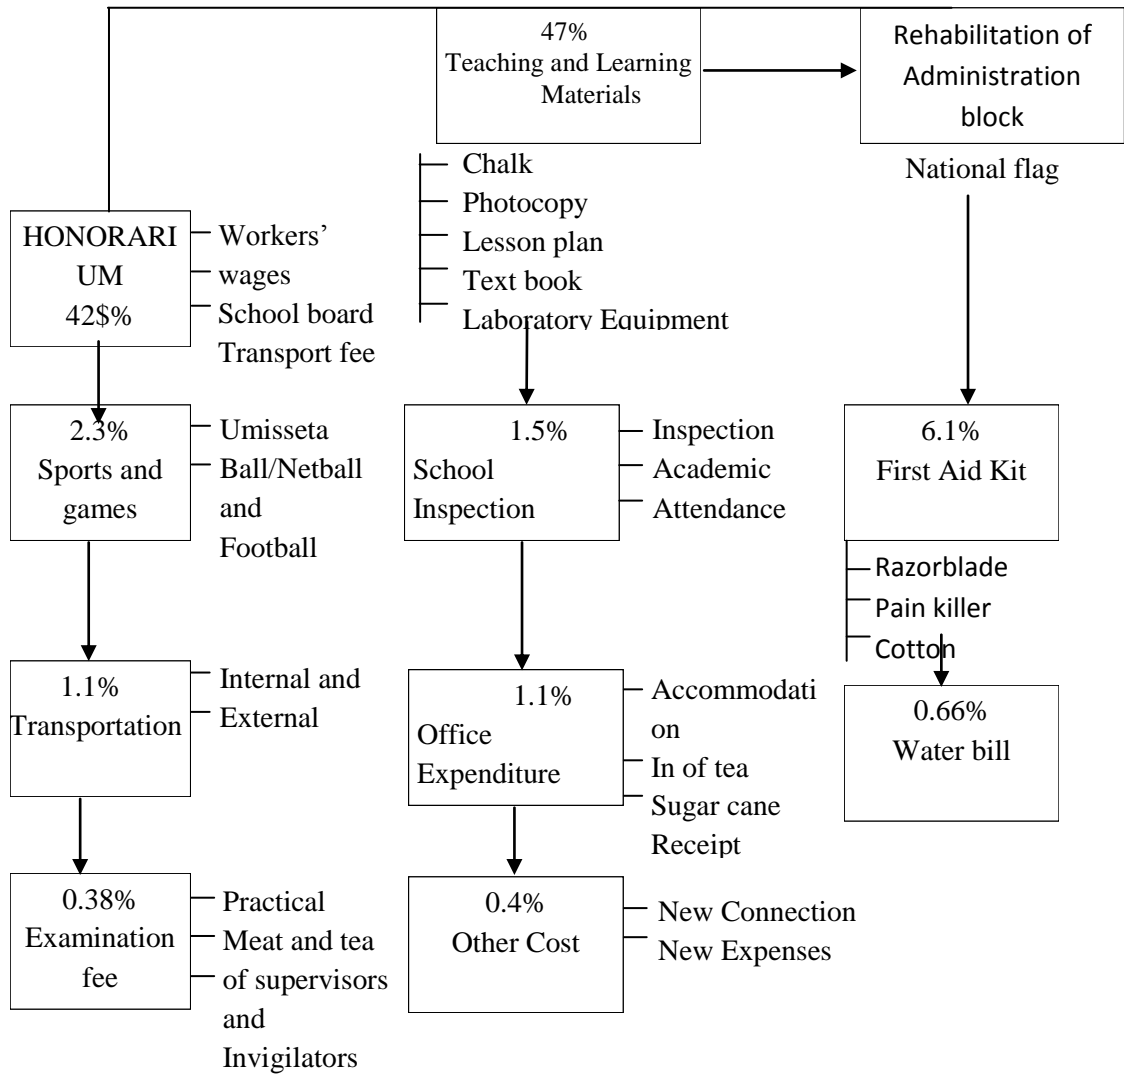 47%
Teaching and Learning
Materials
Rehabilitation of
Administration
block
Chalk
Photocopy
Lesson plan
Text book
Laboratory Equipment
National flag
HONORARI
UM
42$%
Workers'
wages
School board
Transport fee
2.3%
Sports and
games
Umisseta
Ball/Netball
and
Football
1.5%
School
Inspection
Inspection
Academic
Attendance
6.1%
First Aid Kit
Razorblade
Pain killer
Cotton
1.1%
Transportation
Internal and
External
1.1%
Office
Expenditure
Accommodati
on
In of tea
Sugar cane
Receipt
0.66%
Water bill
0.38%
Examination
fee
Practical
Meat and tea
of supervisors
and
Invigilators
0.4%
Other Cost
New Connection
New Expenses